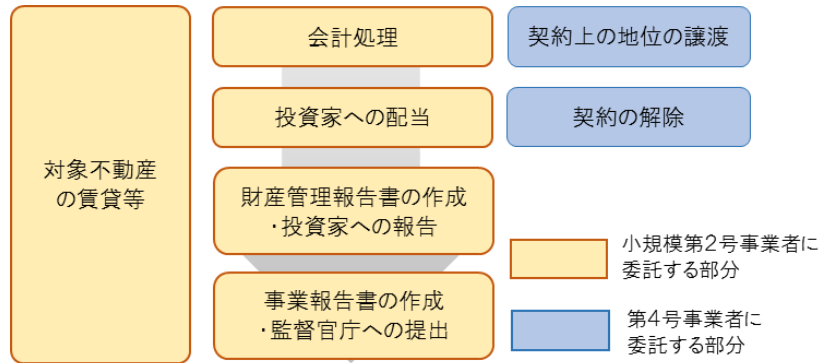 対象不動産
の賃貸等
会計処理
契約上の地位の譲渡
投資家への配当
契約の解除
財産管理報告書の作成
・投資家への報告
事業報告書の作成
・監督官庁への提出
小規模第2号事業者に
委託する部分
第4号事業者に
委託する部分